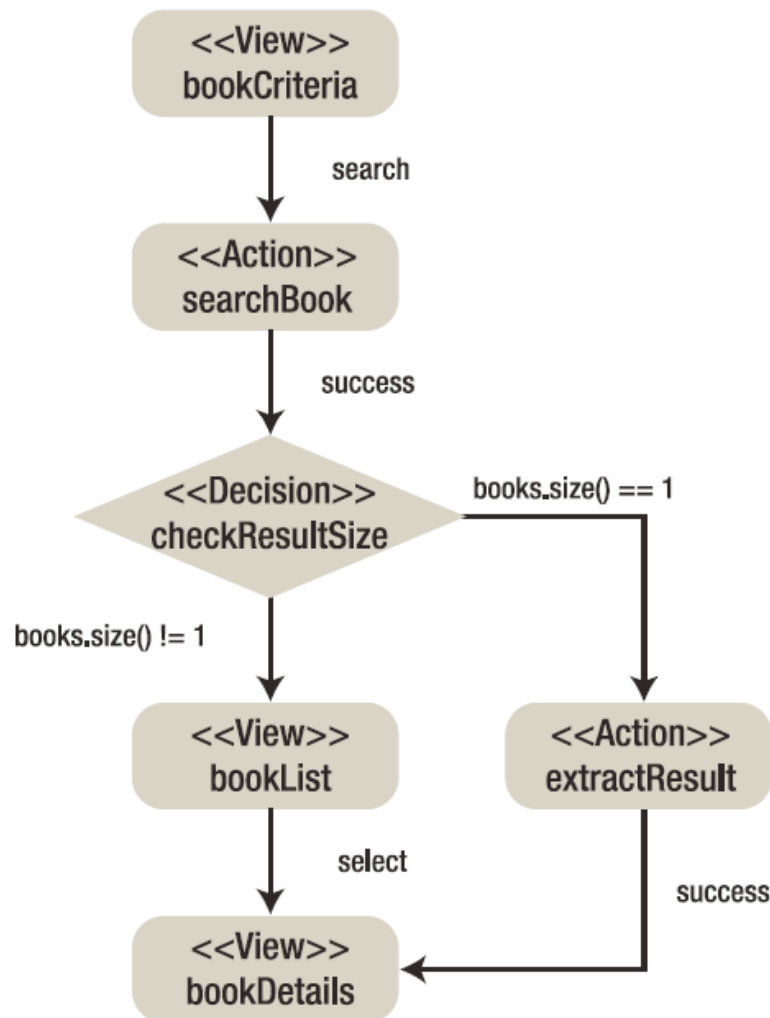 <<View>>
bookCriteria
search
<<Action>>
searchBook
success
<<Decision>>
checkResultSize
books.size() == 1
books.size() != 1
<<View>>
bookList
<<Action>>
extractResult
select
success
<<View>>
bookDetails